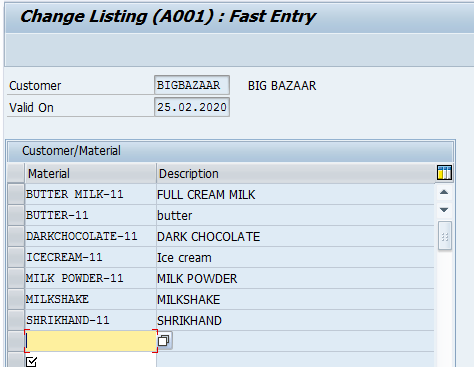 Change Listing (A001) : Fast Entry
Customer BIGBAZAAR BIG BAZAAR
Valid On 25.02.2020
Customer/Material
Material Description
BUTTER MILK-11 FULL CREAM MILK
BUTTER-11 butter
DARKCHOCOLATE-11 DARK CHOCOLATE
ICECREAM-11 Ice cream
MILK POWDER-11 MILK POWDER
MILKSHAKE MILKSHAKE
SHRIKHAND-11 SHRIKHAND